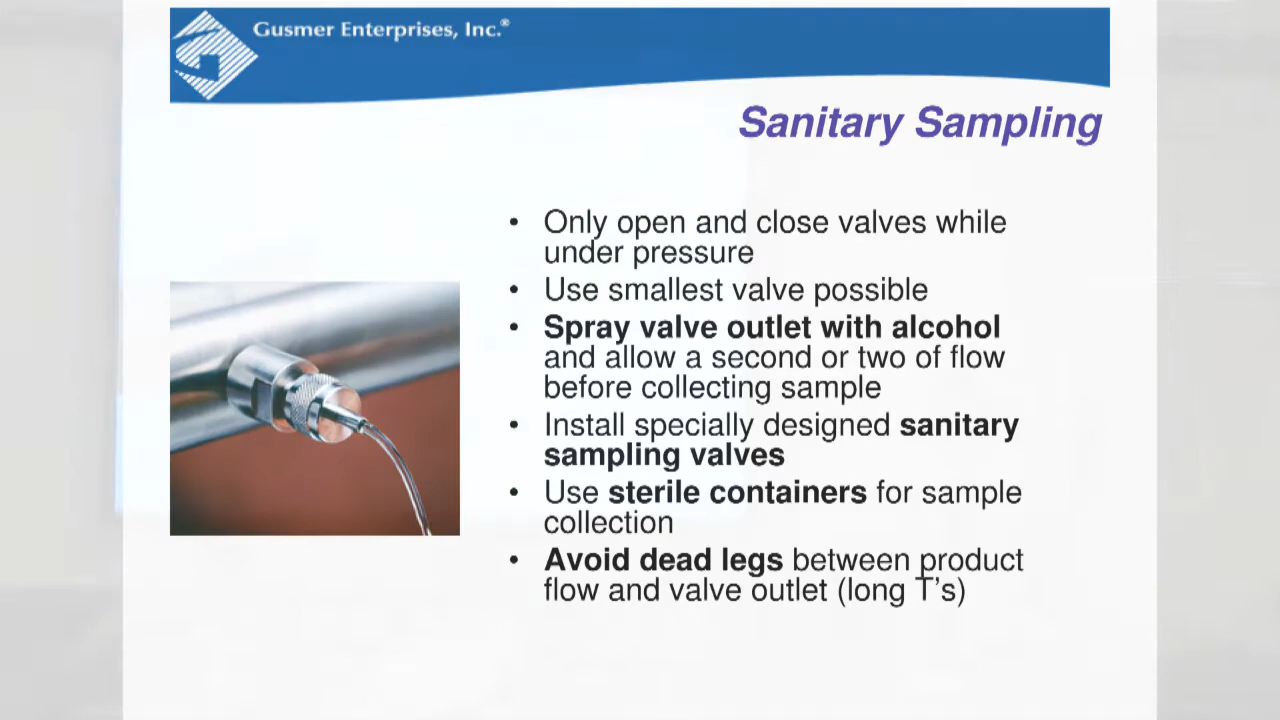 Gusmer Enterprises, Inc.®
Sanitary Sampling
• Only open and close valves while
under pressure
• Use smallest valve possible
• Spray valve outlet with alcohol
and allow a second or two of flow
before collecting sample
• Install specially designed sanitary
sampling valves
• Use sterile containers for sample
collection
• Avoid dead legs between product
flow and valve outlet (long T's)